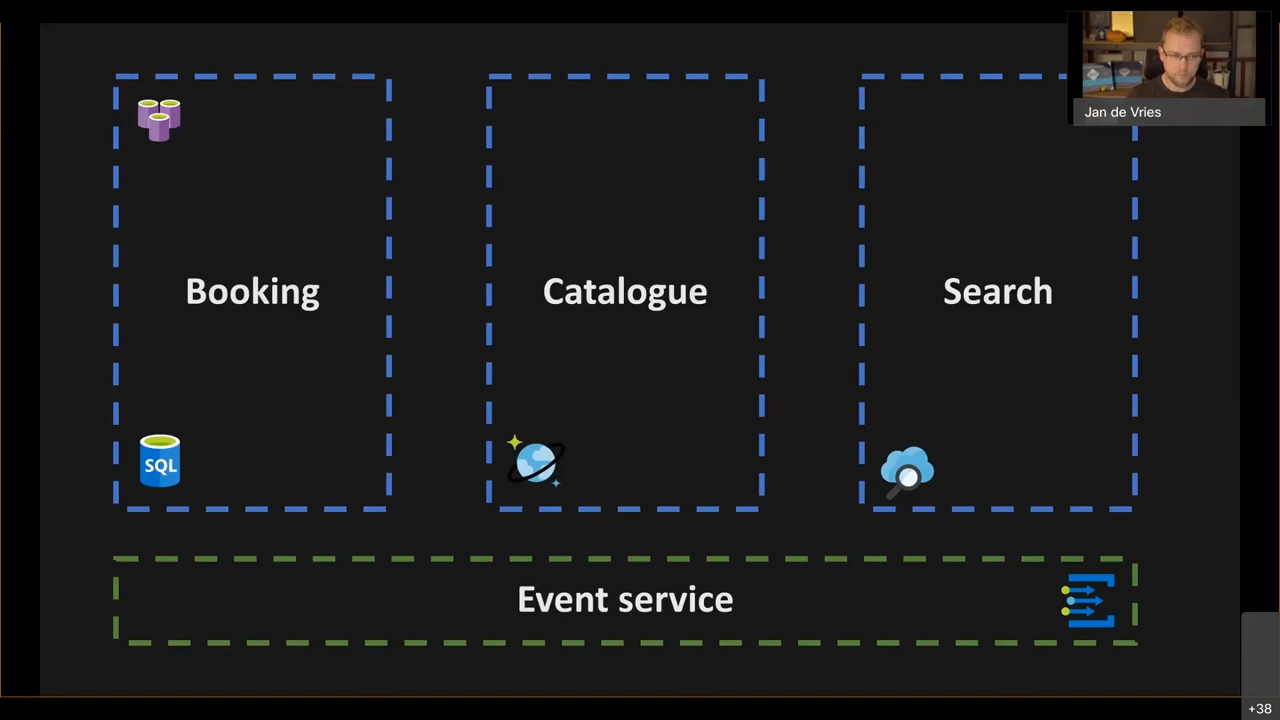 Jan de Vries
Booking
Catalogue
Search
SQL
Event service
+38